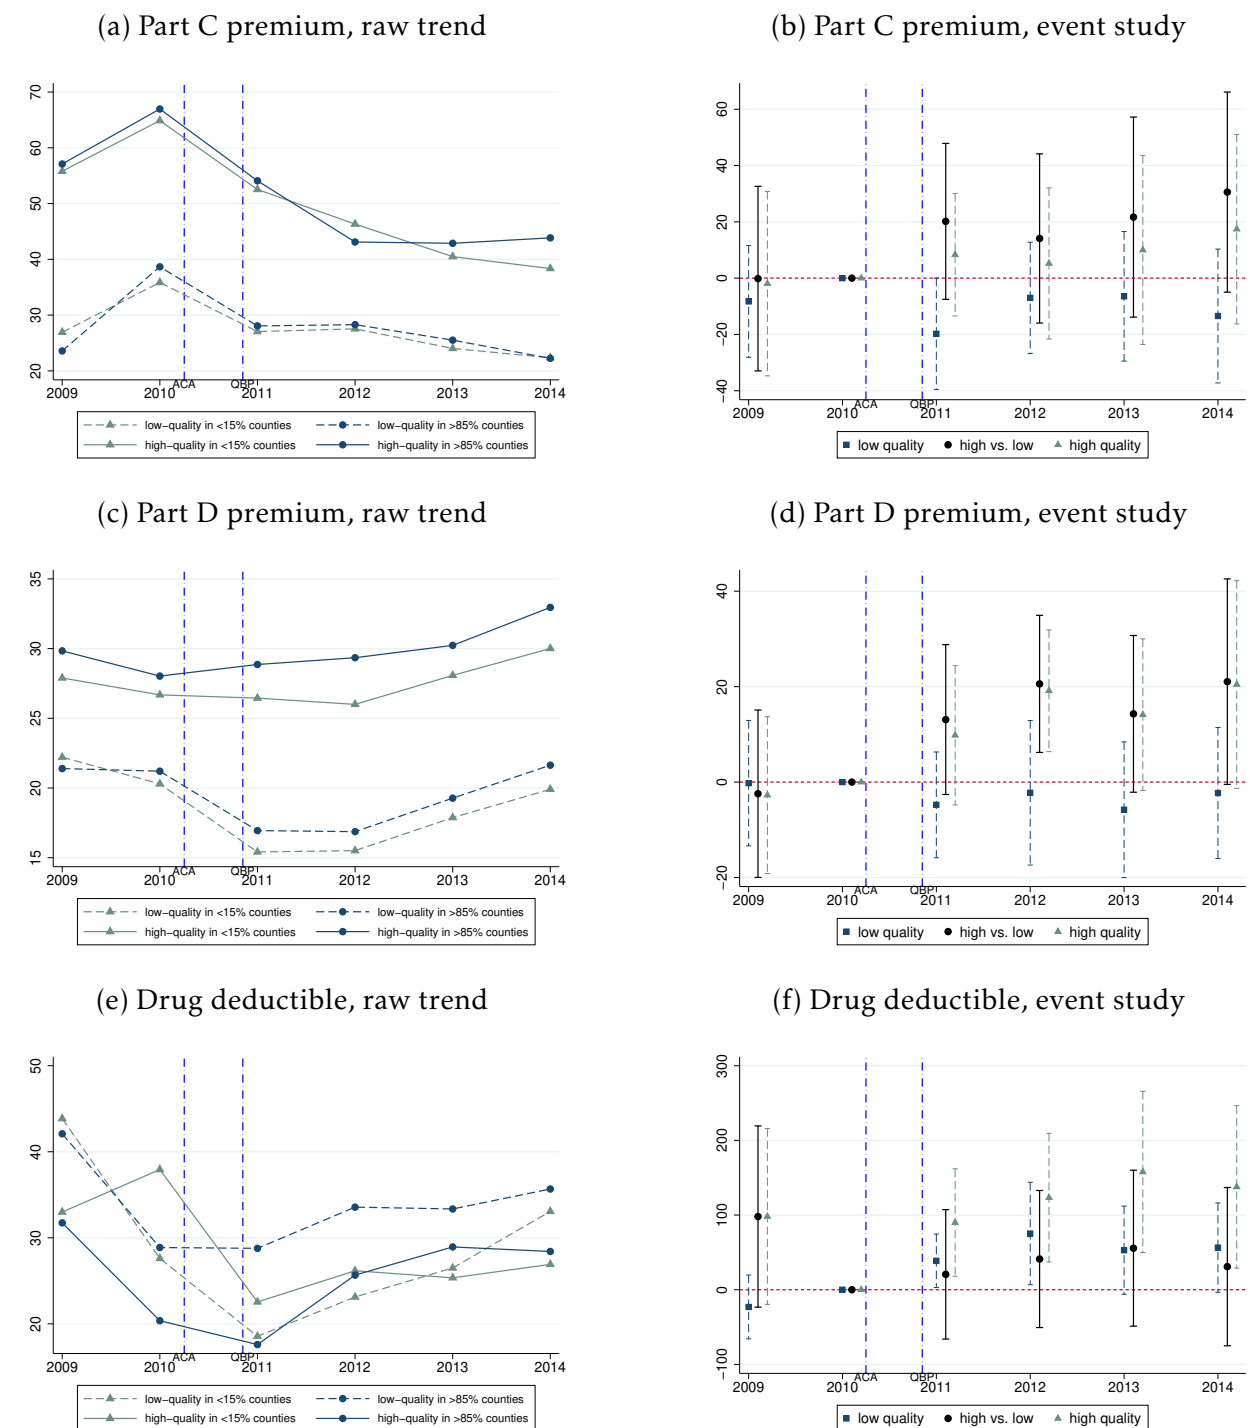 (a) Part C premium, raw trend
70
60
50
40
30
20
2009 2010 ACA QBP 2011 2012 2013 2014
low−quality in <15% counties low−quality in >85% counties
high−quality in <15% counties high−quality in >85% counties
(b) Part C premium, event study
60
40
20
0
−20
−40
2009 2010 ACA QBP 2011 2012 2013 2014
low quality high vs. low high quality
(c) Part D premium, raw trend
35
30
25
20
15
2009 2010 ACA QBP 2011 2012 2013 2014
low−quality in <15% counties low−quality in >85% counties
high−quality in <15% counties high−quality in >85% counties
(d) Part D premium, event study
40
20
0
−20
2009 2010 ACA QBP 2011 2012 2013 2014
low quality high vs. low high quality
(e) Drug deductible, raw trend
50
40
30
20
2009 2010 ACA QBP 2011 2012 2013 2014
low−quality in <15% counties low−quality in >85% counties
high−quality in <15% counties high−quality in >85% counties
(f) Drug deductible, event study
300
200
100
0
−100
2009 2010 ACA QBP 2011 2012 2013 2014
low quality high vs. low high quality